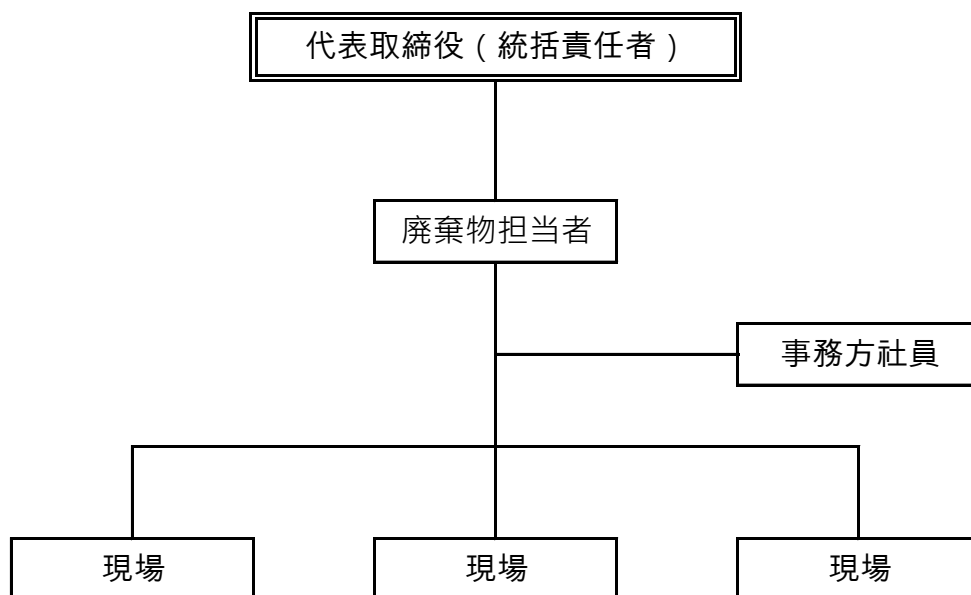 代表取締役（統括責任者）
廃棄物担当者
事務方社員
現場
現場
現場